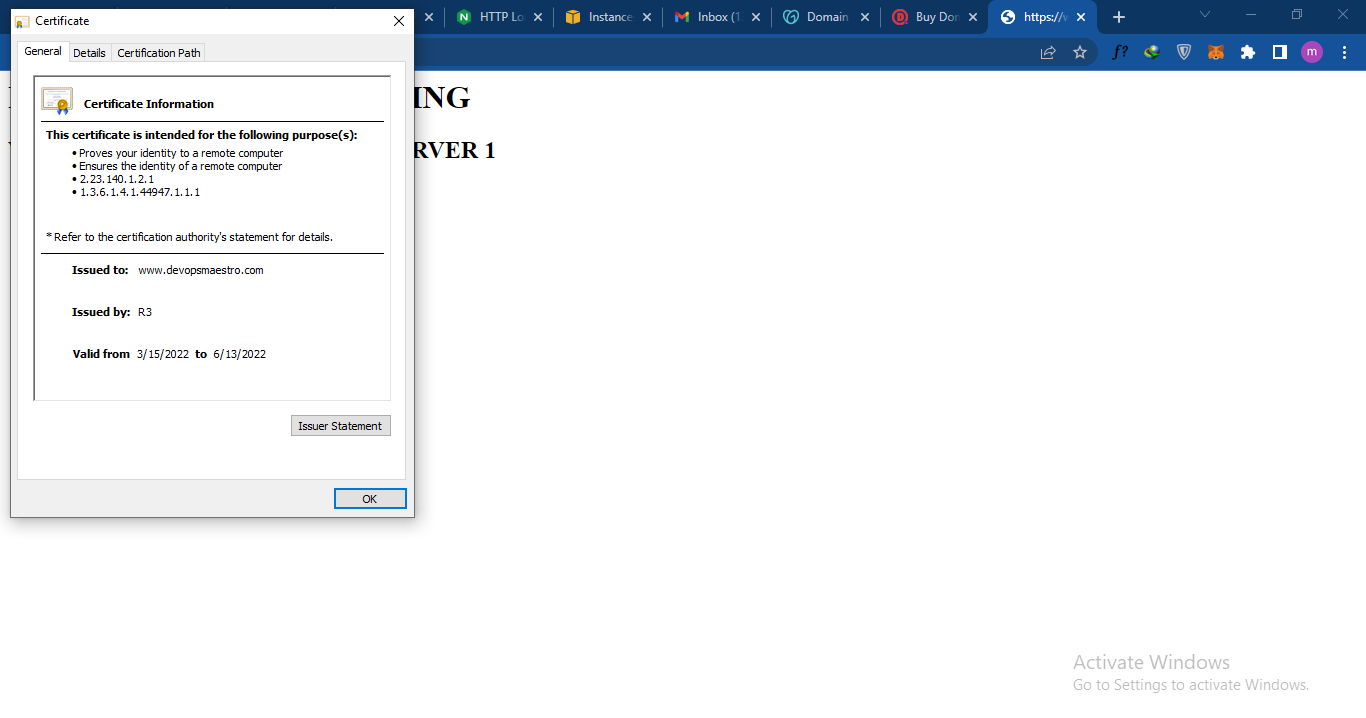 Certificate
HTTP Lo
Instance
Inbox (1
Domain
Buy Don
https://w
General
Details
Certification Path
f?
m
ING
RVER 1
Certificate Information
This certificate is intended for the following purpose(s):
• Proves your identity to a remote computer
• Ensures the identity of a remote computer
• 2.23.140.1.2.1
• 1.3.6.1.4.1.44947.1.1.1
* Refer to the certification authority's statement for details.
Issued to: www.devopsmaestro.com
Issued by: R3
Valid from 3/15/2022 to 6/13/2022
Issuer Statement
OK
Activate Windows
Go to Settings to activate Windows.